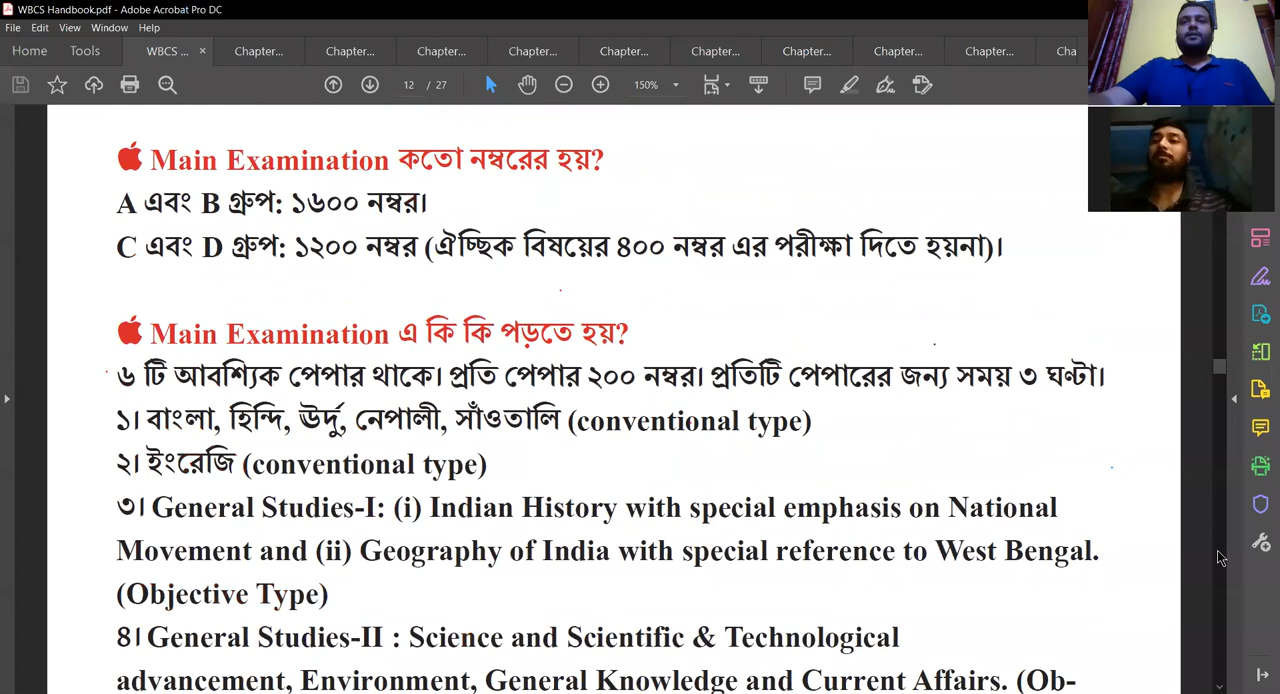 WBCS Handbook.pdf - Adobe Acrobat Pro DC
File Edit View Window Help
Home Tools WBCS ... × Chapter... Chapter... Chapter... Chapter... Chapter... Chapter... Chapter... Chapter... Chapter... Cha
12 / 27 150%
Main Examination কতো নম্বরের হয়?
A এবং B গ্রুপ: ১৬০০ নম্বর।
C এবং D গ্রুপ: ১২০০ নম্বর (ঐচ্ছিক বিষয়ের ৪০০ নম্বর এর পরীক্ষা দিতে হয়না)।
Main Examination এ কি কি পড়তে হয়?
৬ টি আবশ্যিক পেপার থাকে। প্রতি পেপার ২০০ নম্বর। প্রতিটি পেপারের জন্য সময় ৩ ঘণ্টা।
১। বাংলা, হিন্দি, ঊর্দু, নেপালী, সাঁওতালি (conventional type)
২। ইংরেজি (conventional type)
৩। General Studies-I: (i) Indian History with special emphasis on National
Movement and (ii) Geography of India with special reference to West Bengal.
(Objective Type)
৪। General Studies-II : Science and Scientific & Technological
advancement, Environment, General Knowledge and Current Affairs. (Ob-